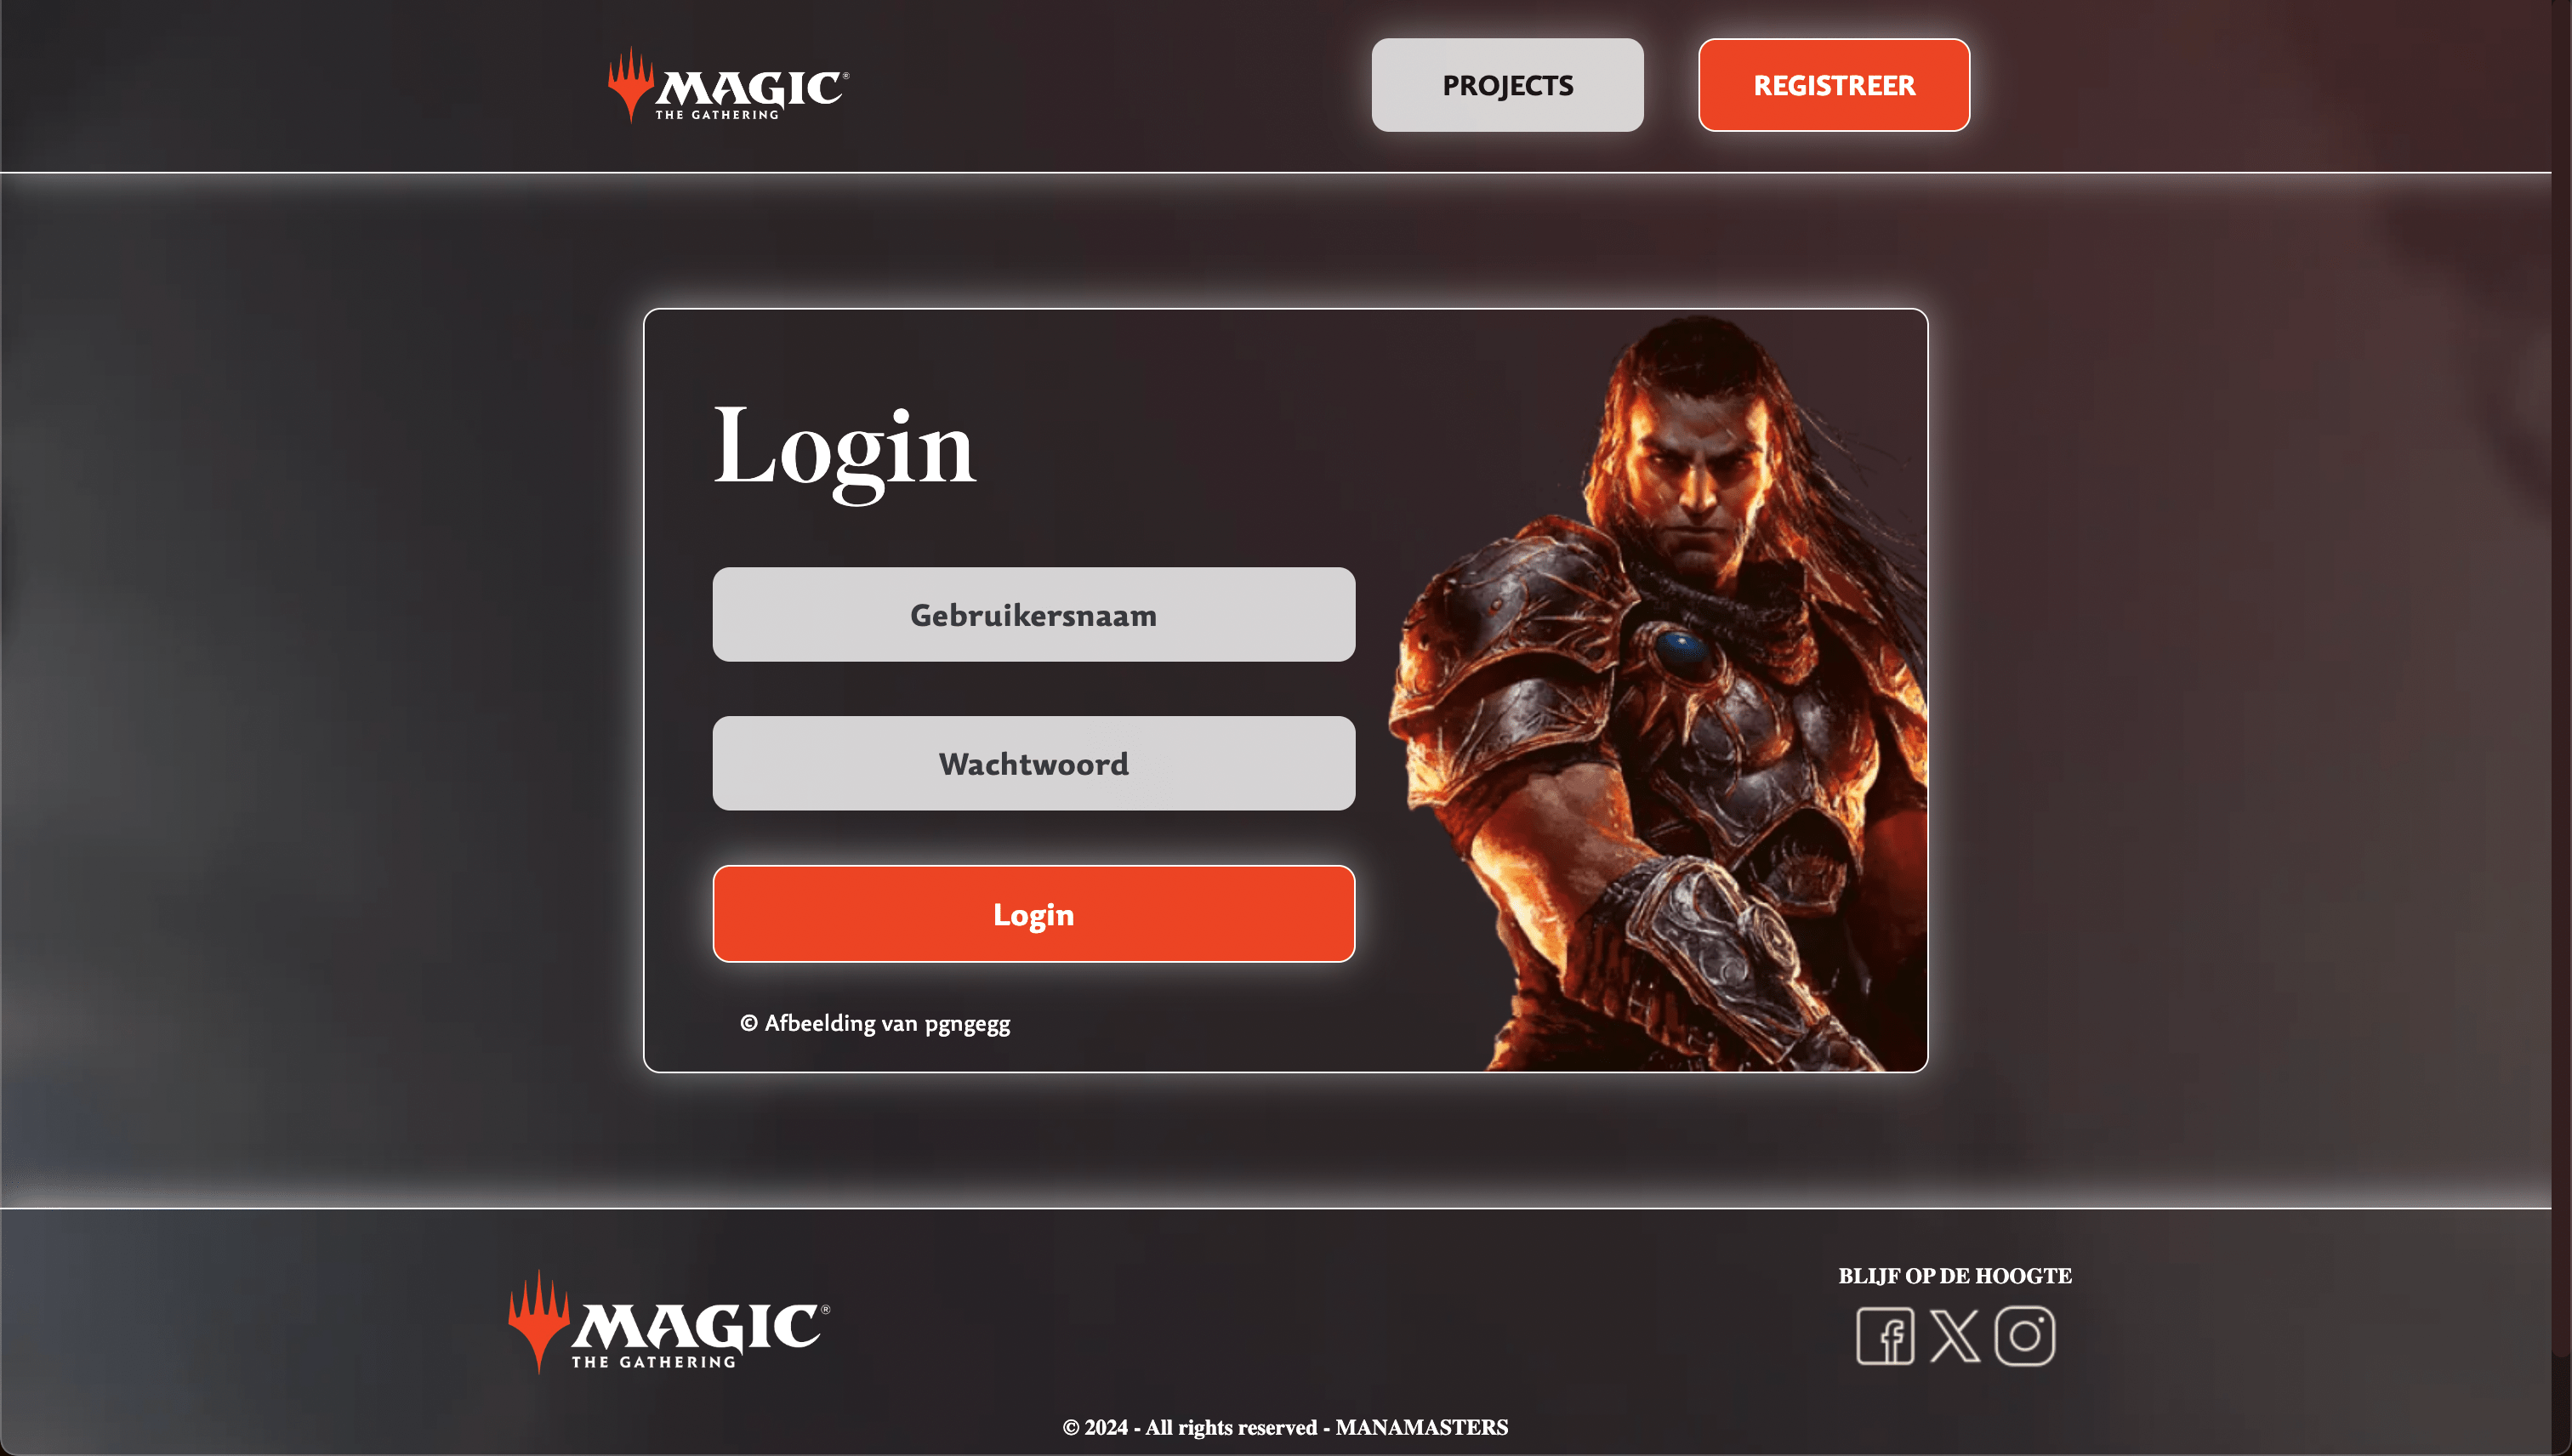 MAGIC®
THE GATHERING
PROJECTS
REGISTREER
Login
Gebruikersnaam
Wachtwoord
Login
© Afbeelding van pgngegg
MAGIC®
THE GATHERING
BLIJF OP DE HOOGTE
© 2024 - All rights reserved - MANAMASTERS